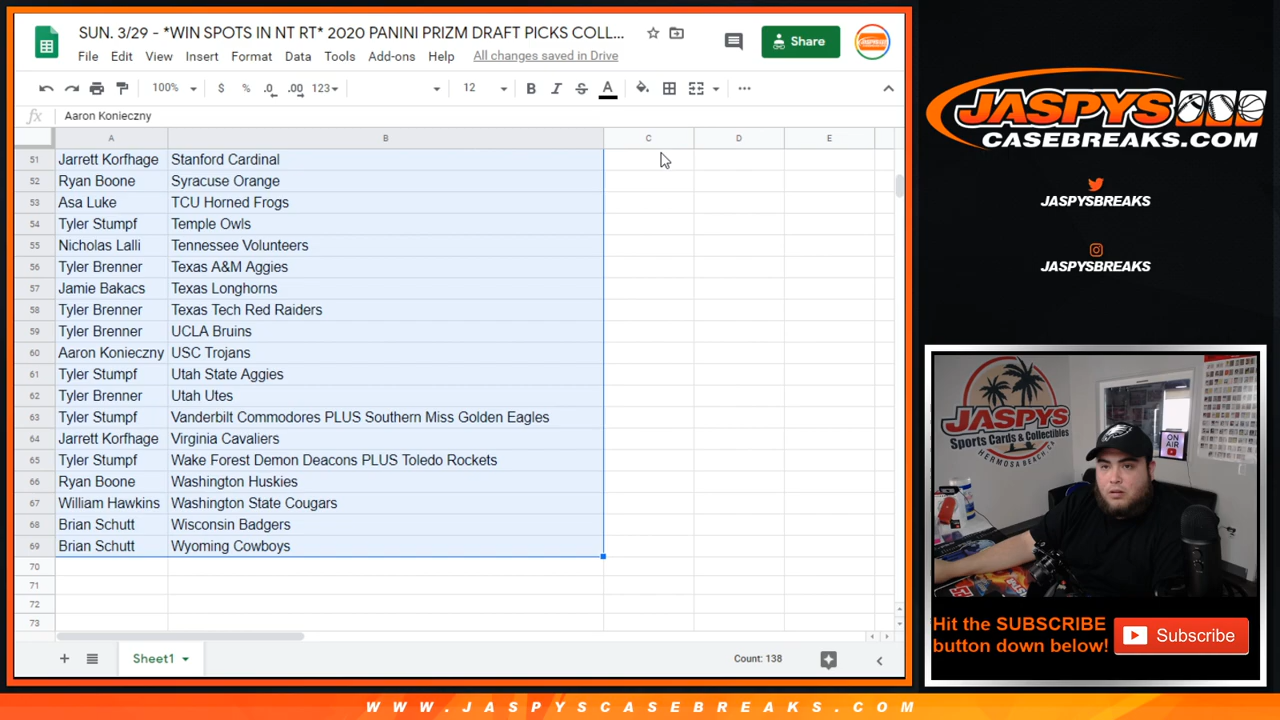 SUN. 3/29 - *WIN SPOTS IN NT RT* 2020 PANINI PRIZM DRAFT PICKS COLL...
Share
File Edit View Insert Format Data Tools Add-ons Help All changes saved in Drive
100% $ % .0 .00 123 12 B I S A
fx Aaron Konieczny
A B C D E
51 Jarrett Korfhage Stanford Cardinal
52 Ryan Boone Syracuse Orange
53 Asa Luke TCU Horned Frogs
54 Tyler Stumpf Temple Owls
55 Nicholas Lalli Tennessee Volunteers
56 Tyler Brenner Texas A&M Aggies
57 Jamie Bakacs Texas Longhorns
58 Tyler Brenner Texas Tech Red Raiders
59 Tyler Brenner UCLA Bruins
60 Aaron Konieczny USC Trojans
61 Tyler Stumpf Utah State Aggies
62 Tyler Brenner Utah Utes
63 Tyler Stumpf Vanderbilt Commodores PLUS Southern Miss Golden Eagles
64 Jarrett Korfhage Virginia Cavaliers
65 Tyler Stumpf Wake Forest Demon Deacons PLUS Toledo Rockets
66 Ryan Boone Washington Huskies
67 William Hawkins Washington State Cougars
68 Brian Schutt Wisconsin Badgers
69 Brian Schutt Wyoming Cowboys
70
71
72
73
Sheet1
Count: 138
JASPYS
CASEBREAKS.COM
JASPYSBREAKS
JASPYSBREAKS
JASPYS
Sports Cards & Collectibles
HERMOSA BEACH, CA
ON AIR
Hit the SUBSCRIBE
button down below!
Subscribe
WWW.JASPYSCASEBREAKS.COM